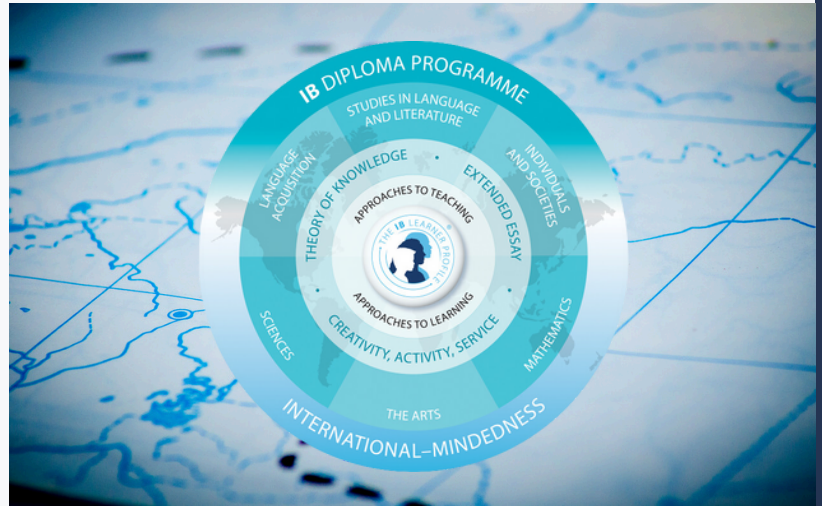 IB DIPLOMA PROGRAMME
STUDIES IN LANGUAGE
AND LITERATURE
LANGUAGE
ACQUISITION
INDIVIDUALS
AND SOCIETIES
THEORY OF KNOWLEDGE
EXTENDED ESSAY
APPROACHES TO TEACHING
THE IB LEARNER PROFILE
®
APPROACHES TO LEARNING
CREATIVITY, ACTIVITY, SERVICE
SCIENCES
MATHEMATICS
THE ARTS
INTERNATIONAL–MINDEDNESS